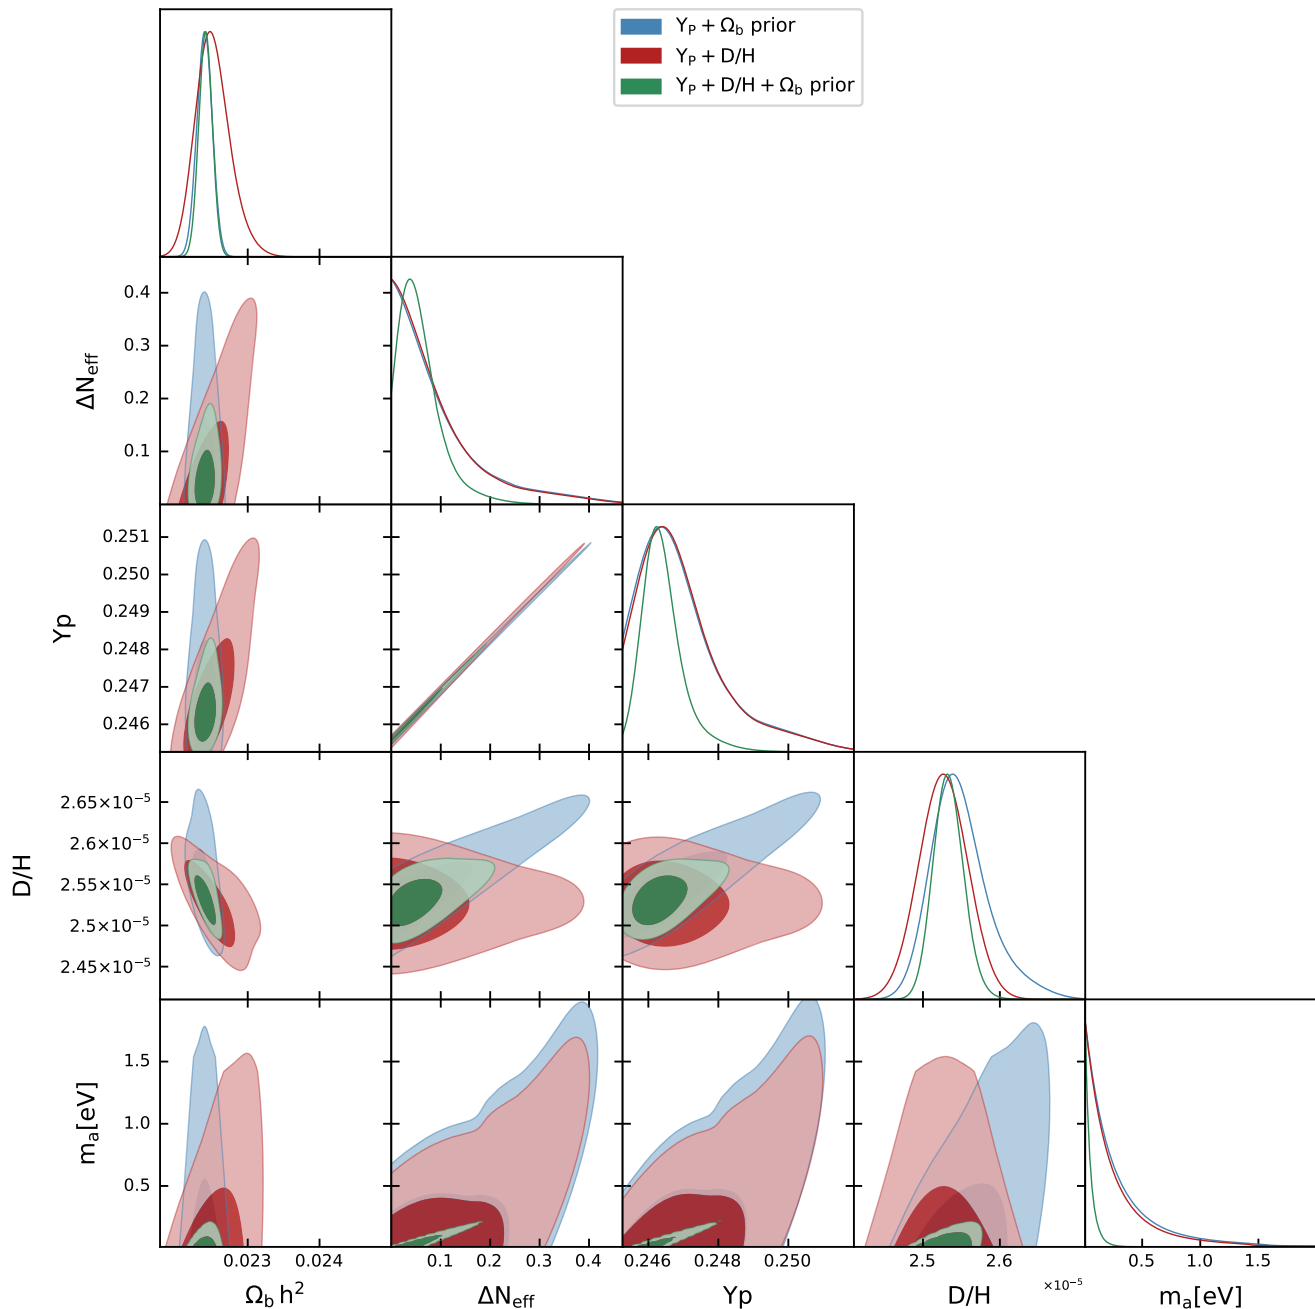 Y_P + Ω_b prior
Y_P + D/H
Y_P + D/H + Ω_b prior
0.4
0.3
0.2
0.1
ΔN_eff
0.251
0.250
0.249
0.248
0.247
0.246
Yp
2.65×10⁻⁵
2.6×10⁻⁵
2.55×10⁻⁵
2.5×10⁻⁵
2.45×10⁻⁵
D/H
1.5
1.0
0.5
m_a[eV]
0.023 0.024
0.1 0.2 0.3 0.4
0.246 0.248 0.250
2.5 2.6
0.5 1.0 1.5
×10⁻⁵
Ω_b h² ΔN_eff Yp D/H m_a[eV]